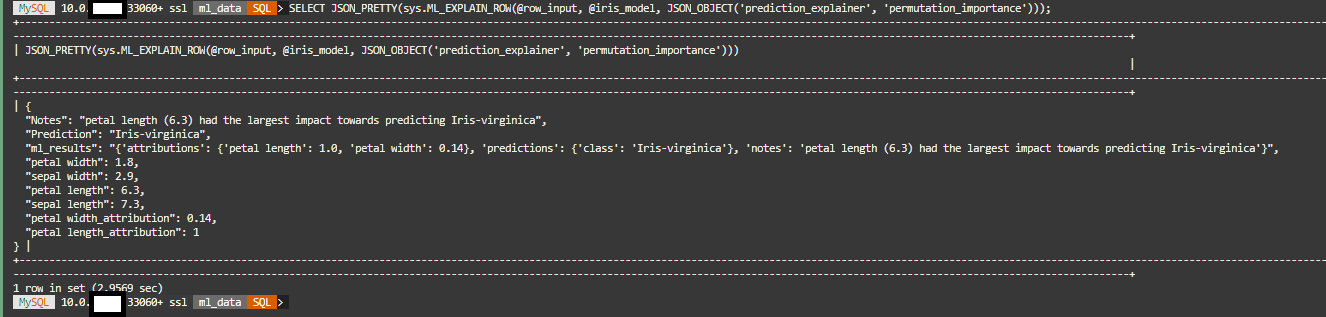 MySQL 10.0. 33060+ ssl ml_data SQL > SELECT JSON_PRETTY(sys.ML_EXPLAIN_ROW(@row_input, @iris_model, JSON_OBJECT('prediction_explainer', 'permutation_importance')));
| JSON_PRETTY(sys.ML_EXPLAIN_ROW(@row_input, @iris_model, JSON_OBJECT('prediction_explainer', 'permutation_importance')))
|
| {
"Notes": "petal length (6.3) had the largest impact towards predicting Iris-virginica",
"Prediction": "Iris-virginica",
"ml_results": "{'attributions': {'petal length': 1.0, 'petal width': 0.14}, 'predictions': {'class': 'Iris-virginica'}, 'notes': 'petal length (6.3) had the largest impact towards predicting Iris-virginica'}",
"petal width": 1.8,
"sepal width": 2.9,
"petal length": 6.3,
"sepal length": 7.3,
"petal width_attribution": 0.14,
"petal length_attribution": 1
} |
1 row in set (2.9569 sec)
MySQL 10.0. 33060+ ssl ml_data SQL >